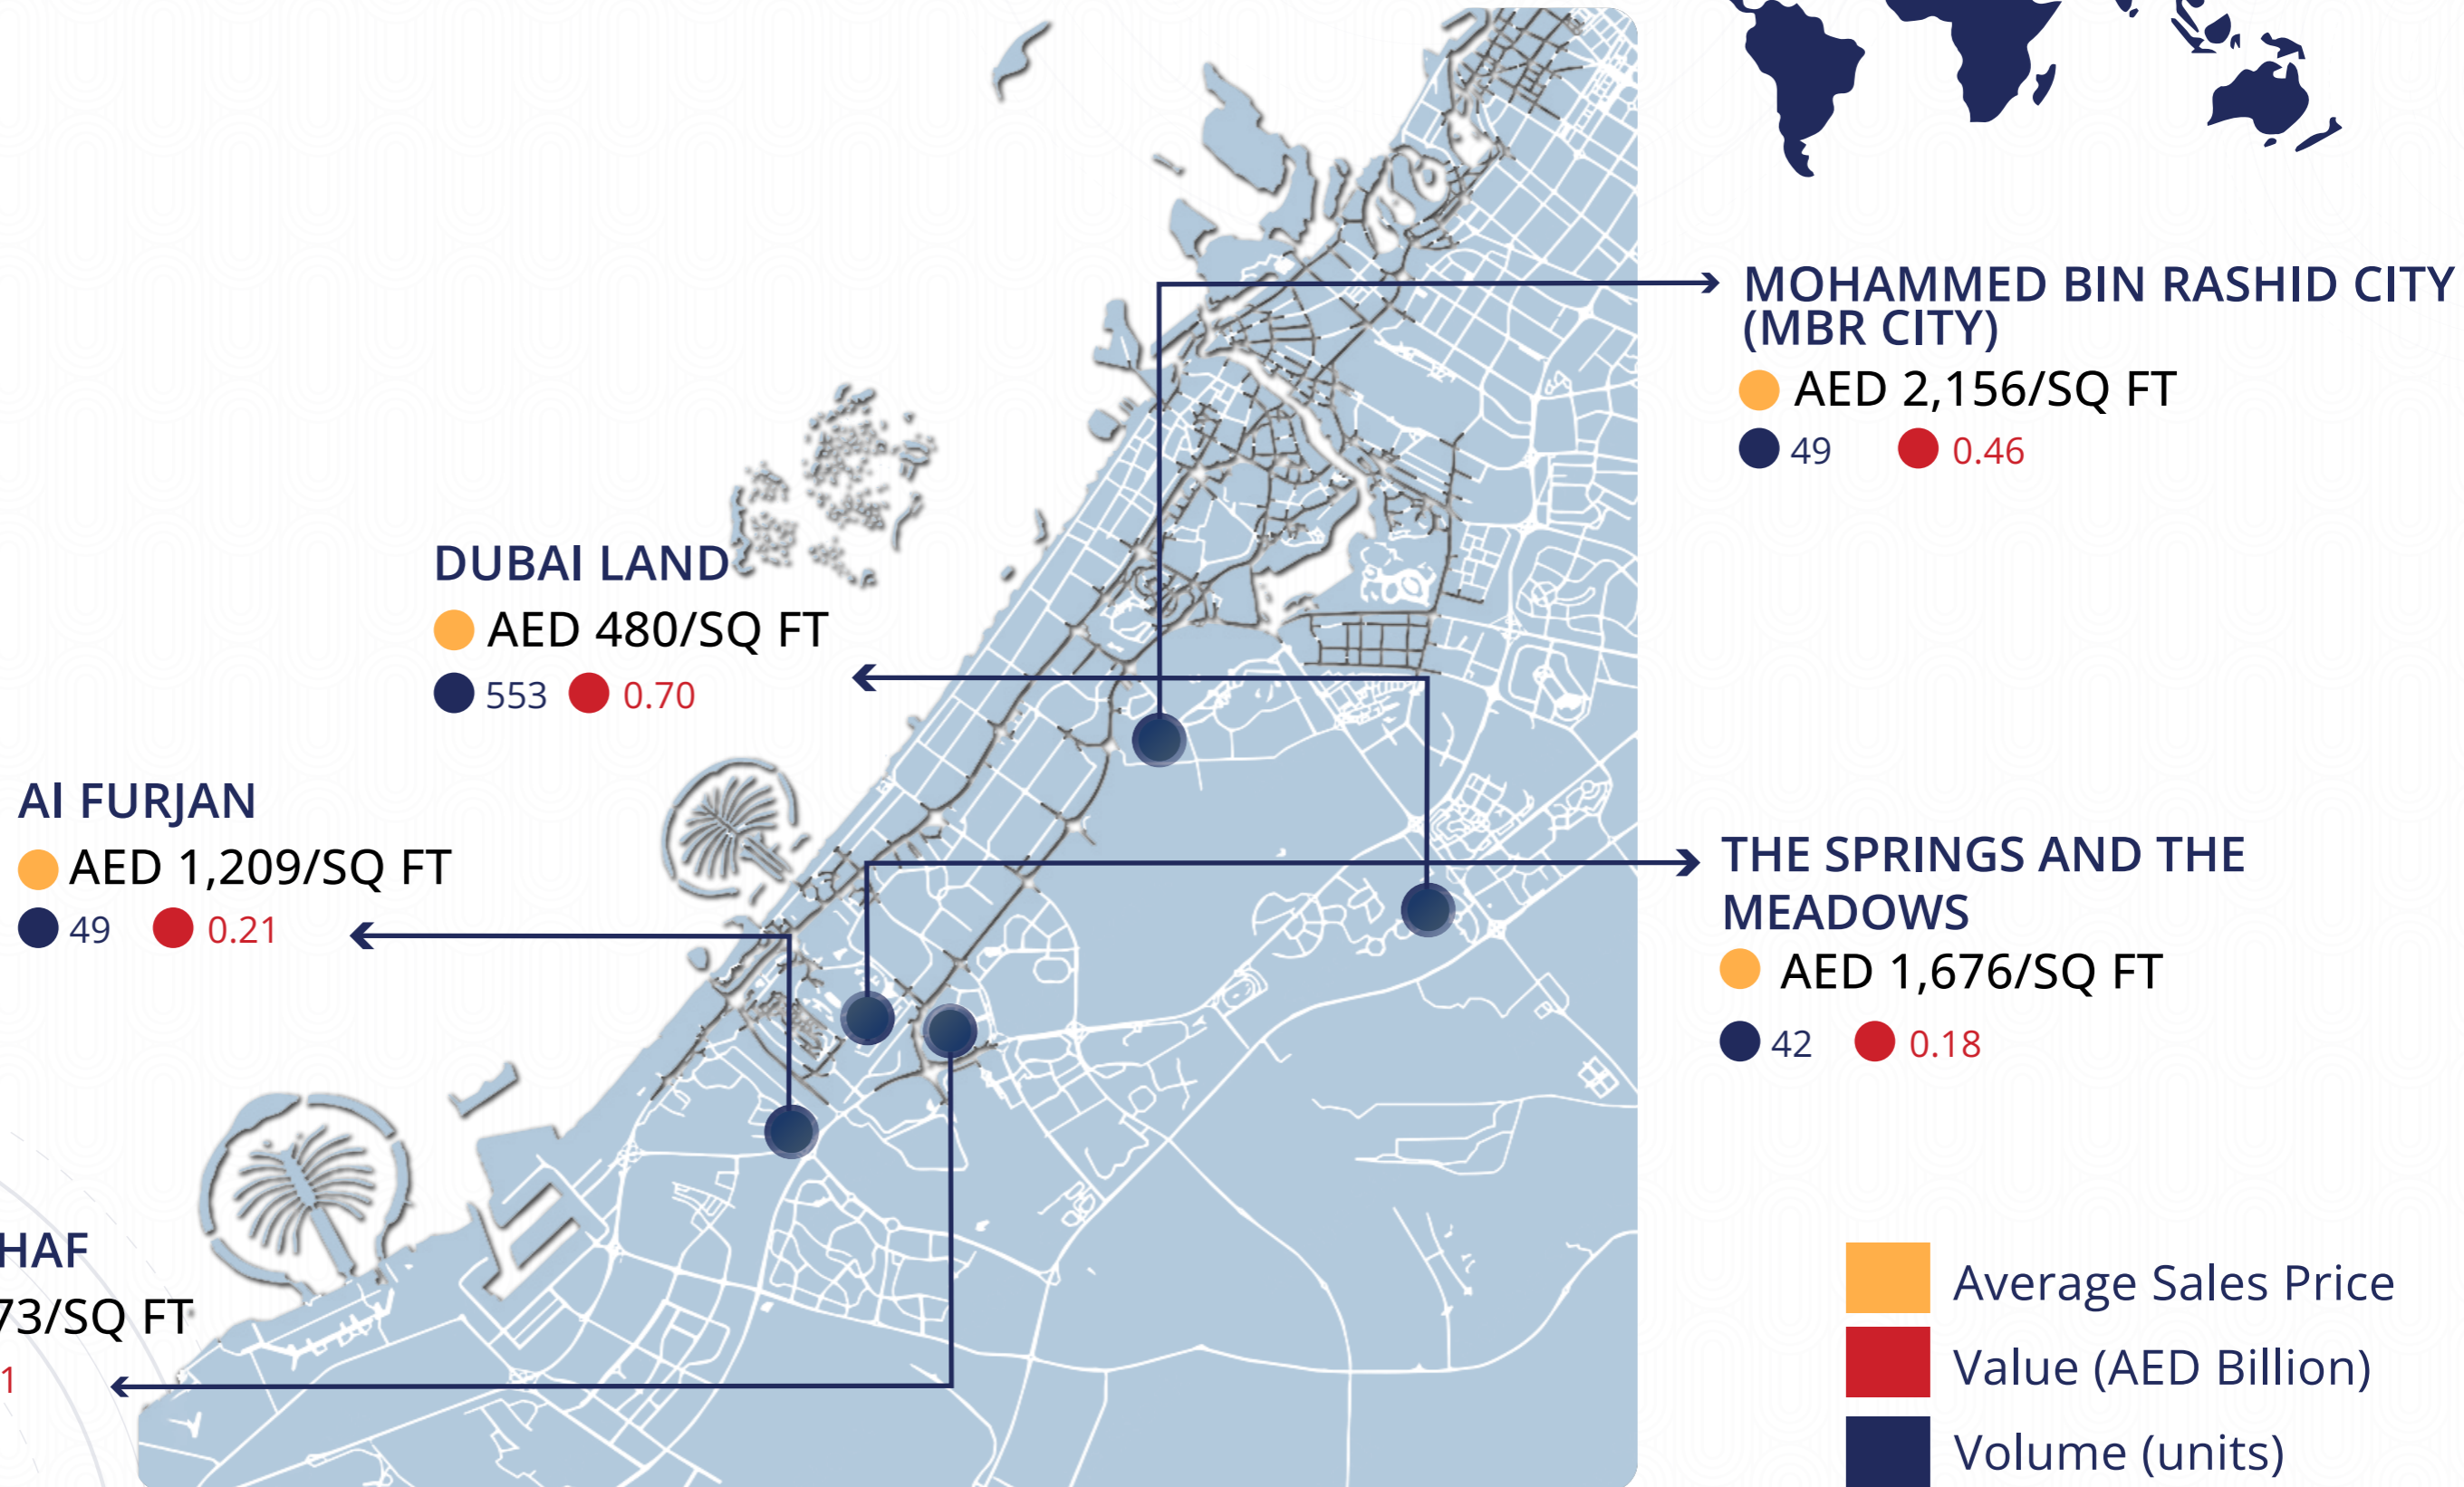 MOHAMMED BIN RASHID CITY
(MBR CITY)
AED 2,156/SQ FT
49 0.46
DUBAI LAND
AED 480/SQ FT
553 0.70
Al FURJAN
AED 1,209/SQ FT
49 0.21
THE SPRINGS AND THE
MEADOWS
AED 1,676/SQ FT
42 0.18
HAF
73/SQ FT
1
Average Sales Price
Value (AED Billion)
Volume (units)